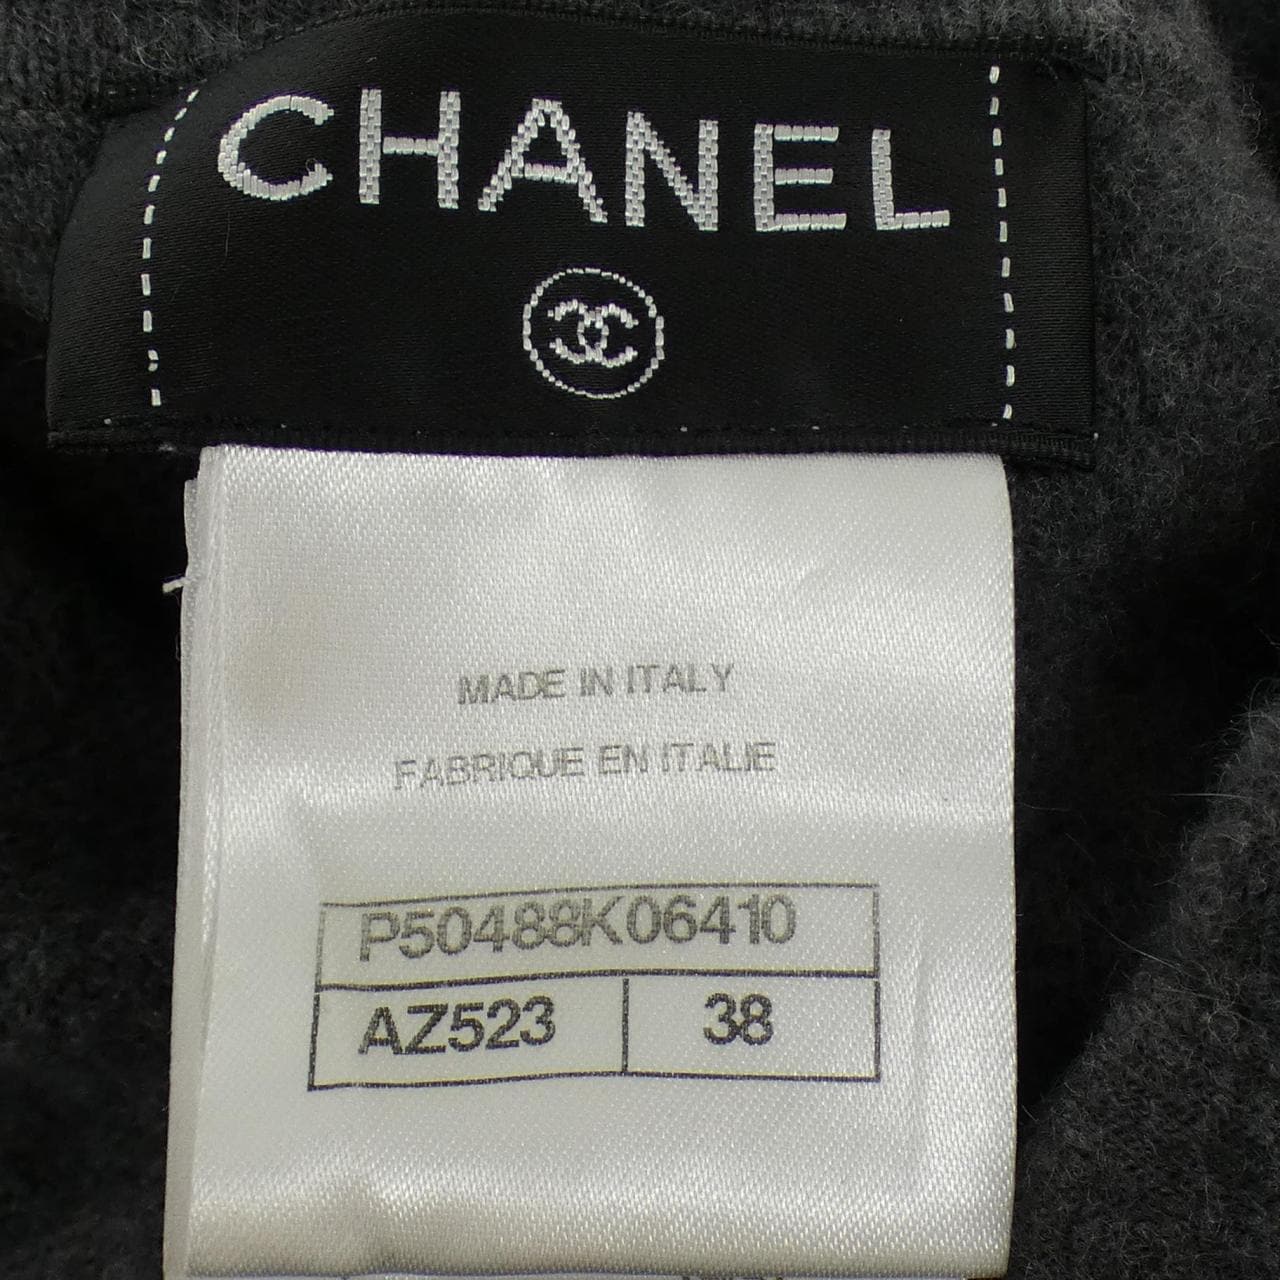 CHANEL
MADE IN ITALY
FABRIQUE EN ITALIE
P50488K06410
AZ523 38